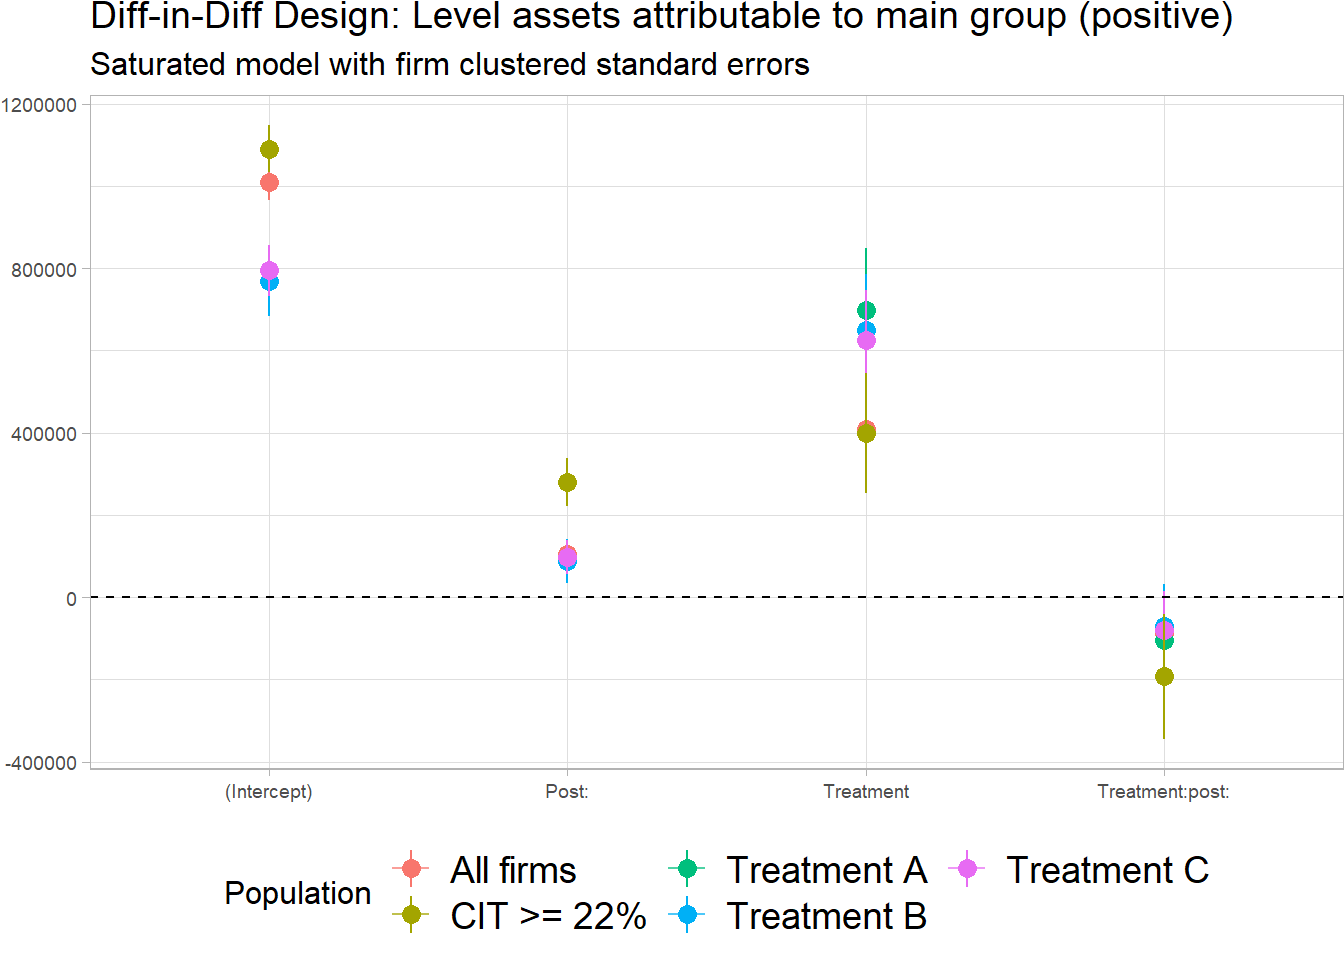 Diff-in-Diff Design: Level assets attributable to main group (positive)
Saturated model with firm clustered standard errors
1200000
800000
400000
0
-400000
(Intercept) Post: Treatment Treatment:post:
Population
All firms Treatment A Treatment C
CIT >= 22% Treatment B